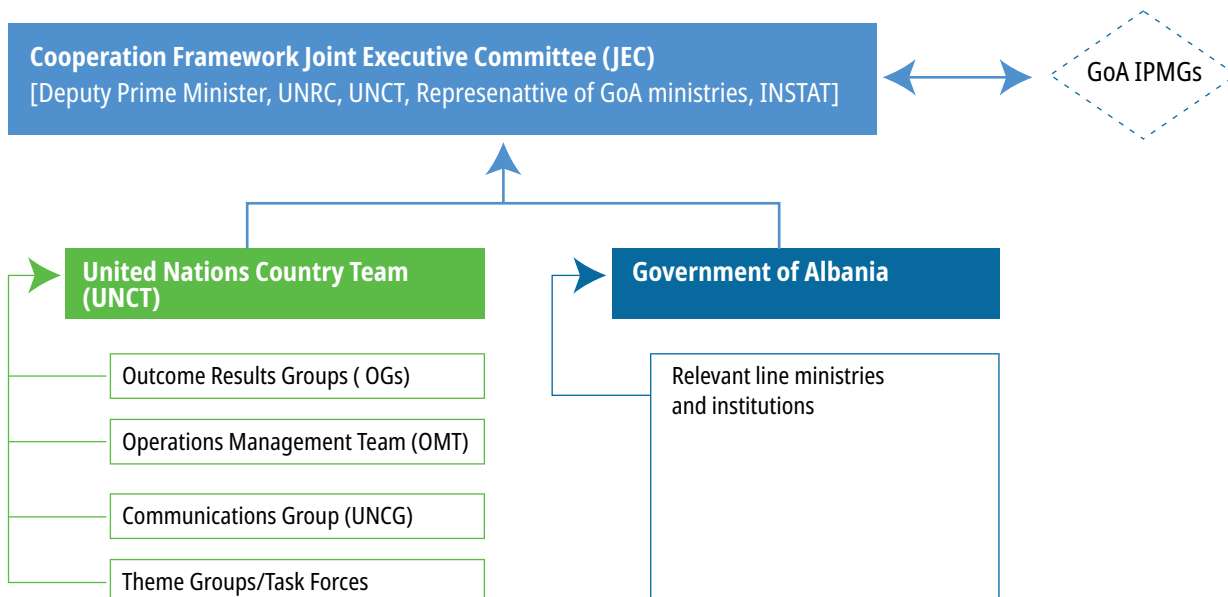 Cooperation Framework Joint Executive Committee (JEC)
[Deputy Prime Minister, UNRC, UNCT, Represenattive of GoA ministries, INSTAT]
GoA IPMGs
United Nations Country Team
(UNCT)
Outcome Results Groups ( OGs)
Operations Management Team (OMT)
Communications Group (UNCG)
Theme Groups/Task Forces
Government of Albania
Relevant line ministries
and institutions